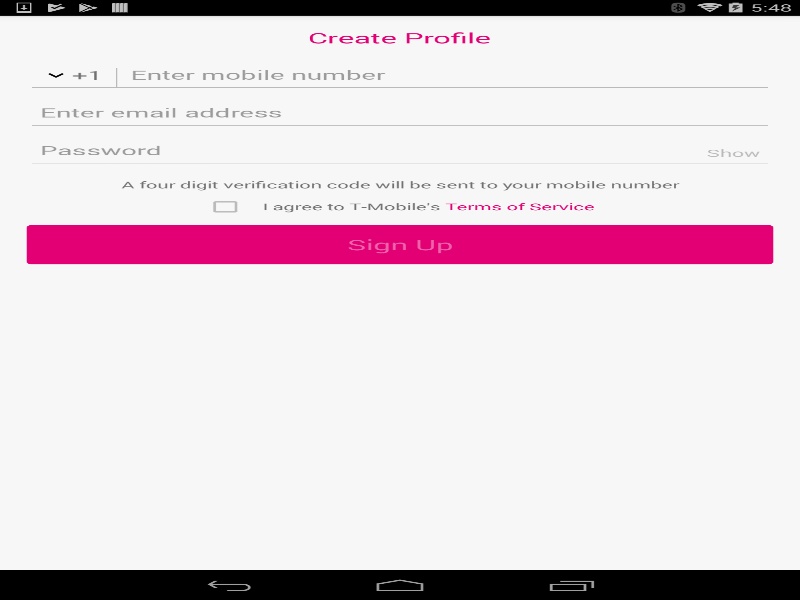 5:48
Create Profile
+1 Enter mobile number
Enter email address
Password Show
A four digit verification code will be sent to your mobile number
I agree to T-Mobile's Terms of Service
Sign Up